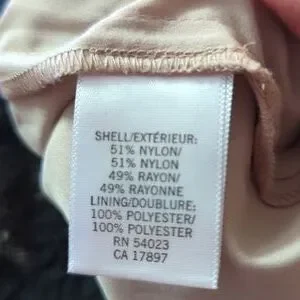 SHELL/EXTÉRIEUR:
51% NYLON/
51% NYLON
49% RAYON/
49% RAYONNE
LINING/DOUBLURE:
100% POLYESTER/
100% POLYESTER
RN 54023
CA 17897